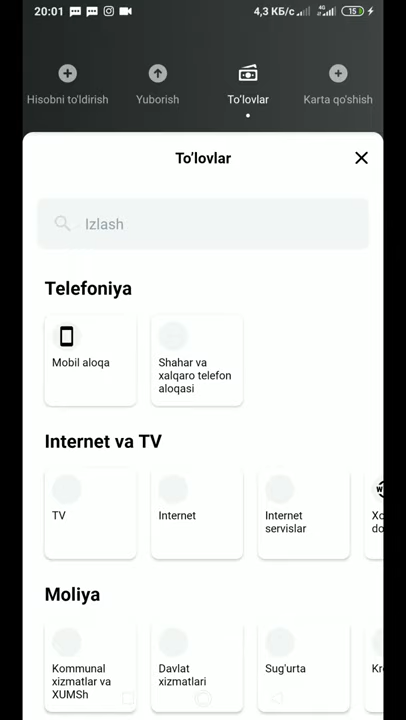 20:01 4,3 КБ/с 4G 15
Hisobni to'ldirish Yuborish To'lovlar Karta qo'shish
To'lovlar
Izlash
Telefoniya
Mobil aloqa
Shahar va
xalqaro telefon
aloqasi
Internet va TV
TV
Internet
Internet
servislar
Moliya
Kommunal
xizmatlar va
XUMSh
Davlat
xizmatlari
Sug'urta